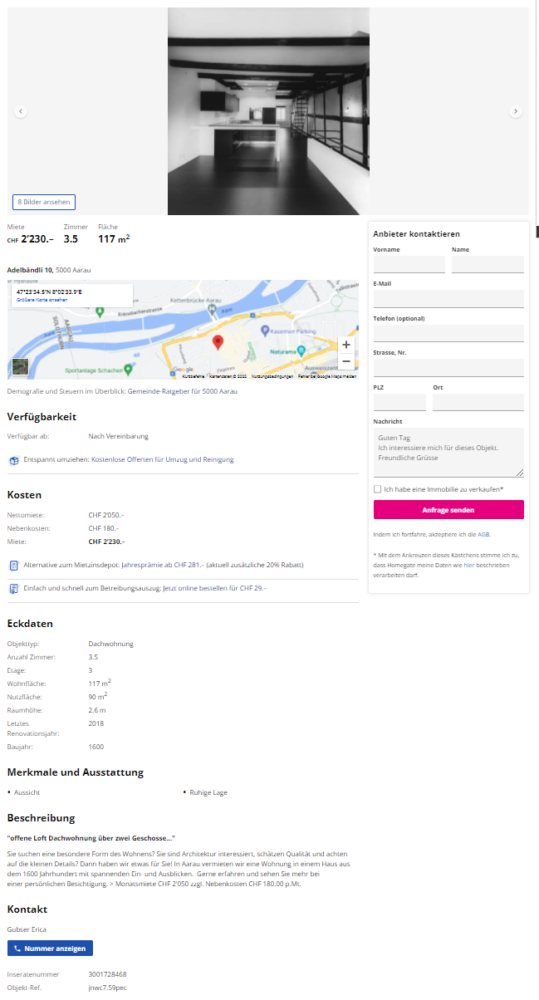 8 Bilder ansehen
Miete Zimmer Fläche
CHF 2'230.– 3.5 117 m²
Adelbändli 10, 5000 Aarau
47°23'34.5"N 8°02'33.9"E
Größere Karte ansehen
Kettenbrücke Aarau
Erlinsbacherstrasse
Aare
AARGAU
SOLOTHURN
Aare
Kasernen-Parking
Naturama
Sportanlage Schachen
Ziegelrain
Google
Kurzbefehle Kartendaten © 2022 Nutzungsbedingungen Fehler bei Google Maps melden
Demografie und Steuern im Überblick: Gemeinde-Ratgeber für 5000 Aarau
Verfügbarkeit
Verfügbar ab: Nach Vereinbarung
Entspannt umziehen: Kostenlose Offerten für Umzug und Reinigung
Kosten
Nettomiete: CHF 2'050.–
Nebenkosten: CHF 180.–
Miete: CHF 2'230.–
Alternative zum Mietzinsdepot: Jahresprämie ab CHF 281.– (aktuell zusätzliche 20% Rabatt)
Einfach und schnell zum Betreibungsauszug: Jetzt online bestellen für CHF 29.–
Eckdaten
Objekttyp: Dachwohnung
Anzahl Zimmer: 3.5
Etage: 3
Wohnfläche: 117 m²
Nutzfläche: 90 m²
Raumhöhe: 2.6 m
Letztes 2018
Renovationsjahr:
Baujahr: 1600
Merkmale und Ausstattung
• Aussicht • Ruhige Lage
Beschreibung
"offene Loft Dachwohnung über zwei Geschosse..."
Sie suchen eine besondere Form des Wohnens? Sie sind Architektur interessiert, schätzen Qualität und achten
auf die kleinen Details? Dann haben wir etwas für Sie! In Aarau vermieten wir eine Wohnung in einem Haus aus
dem 1600 Jahrhundert mit spannenden Ein- und Ausblicken. Gerne erfahren und sehen Sie mehr bei
einer persönlichen Besichtigung. > Monatsmiete CHF 2'050 zzgl. Nebenkosten CHF 180.00 p.Mt.
Kontakt
Gubser Erica
Nummer anzeigen
Inseratenummer 3001728468
Objekt-Ref. jnwc7.59pec
Anbieter kontaktieren
Vorname Name
E-Mail
Telefon (optional)
Strasse, Nr.
PLZ Ort
Nachricht
Guten Tag
Ich interessiere mich für dieses Objekt.
Freundliche Grüsse
Ich habe eine Immobilie zu verkaufen*
Anfrage senden
Indem ich fortfahre, akzeptiere ich die AGB.
* Mit dem Ankreuzen dieses Kästchens stimme ich zu,
dass Homegate meine Daten wie hier beschrieben
verarbeiten darf.